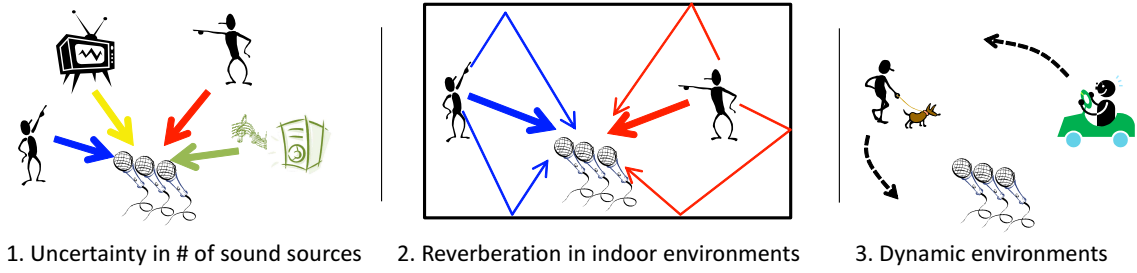 1. Uncertainty in # of sound sources
2. Reverberation in indoor environments
3. Dynamic environments